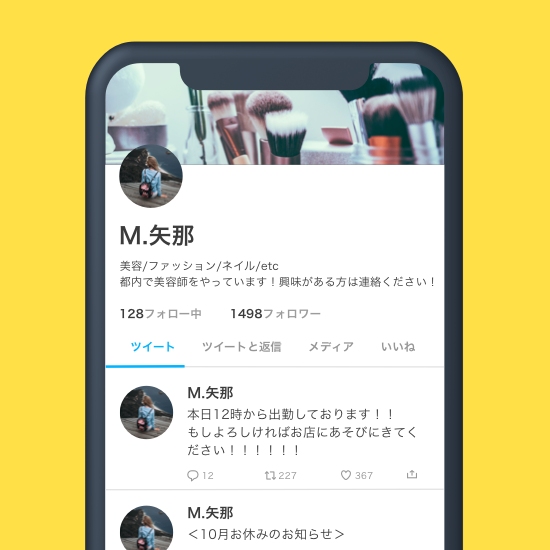 M.矢那
美容/ファッション/ネイル/etc
都内で美容師をやっています！興味がある方は連絡ください！
128フォロー中 1498フォロワー
ツイート ツイートと返信 メディア いいね
M.矢那
本日12時から出勤しております！！
もしよろしければお店にあそびにきてく
ださい！！！！！！
12 227 367
M.矢那
＜10月お休みのお知らせ＞